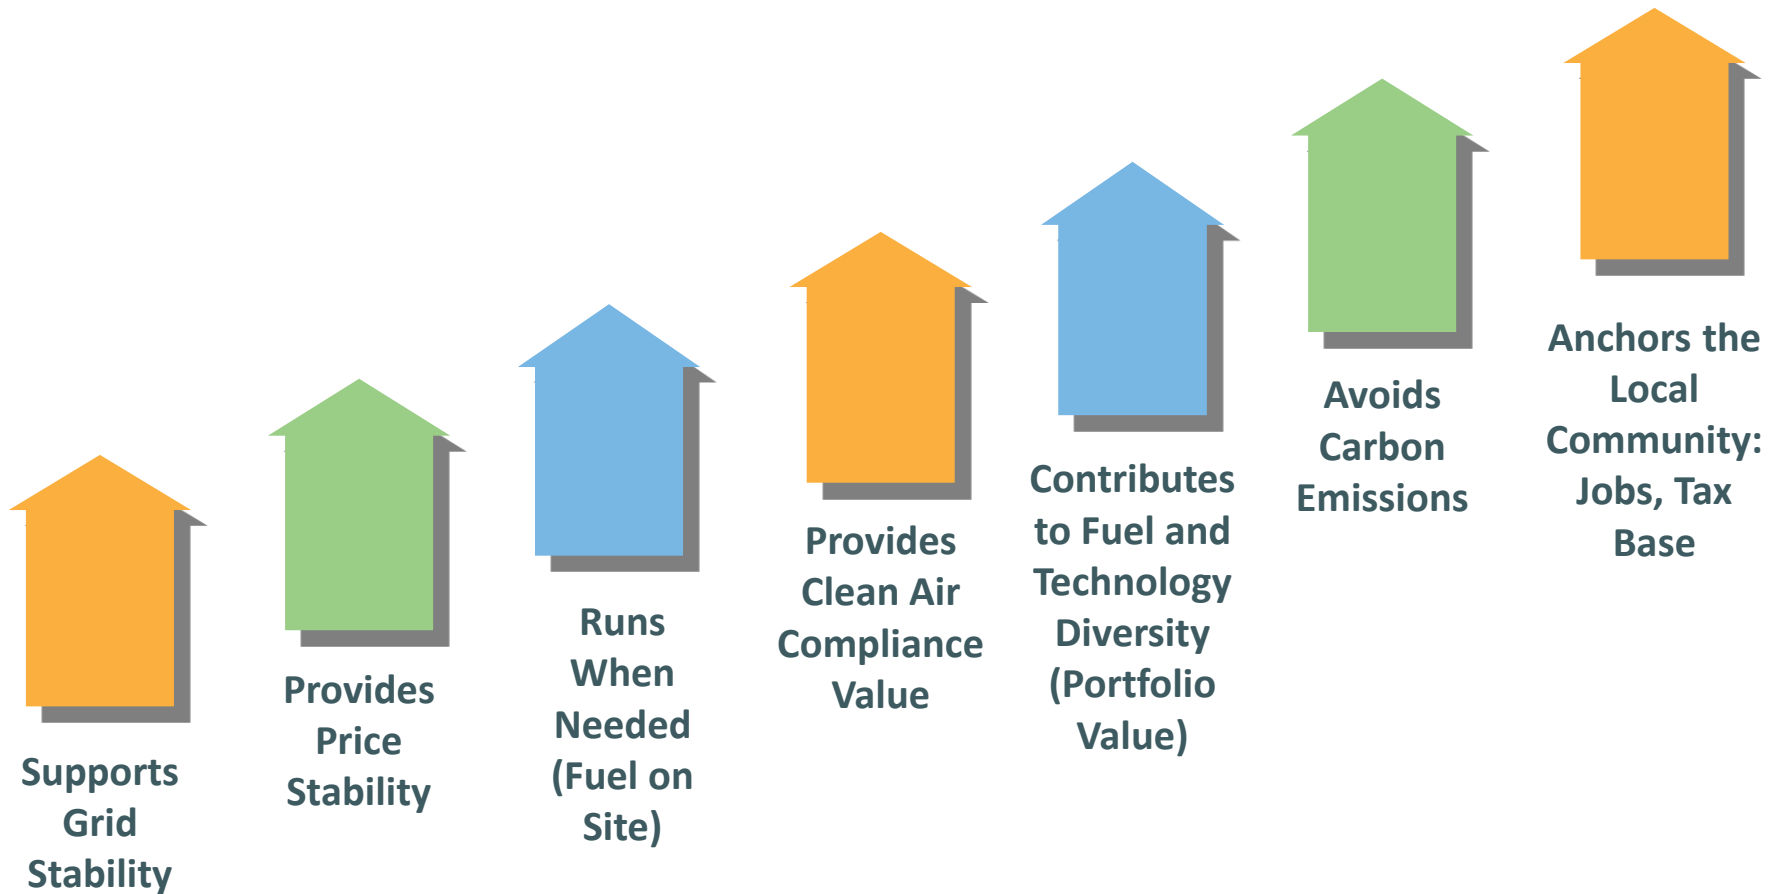 Supports
Grid
Stability
Provides
Price
Stability
Runs
When
Needed
(Fuel on
Site)
Provides
Clean Air
Compliance
Value
Contributes
to Fuel and
Technology
Diversity
(Portfolio
Value)
Avoids
Carbon
Emissions
Anchors the
Local
Community:
Jobs, Tax
Base